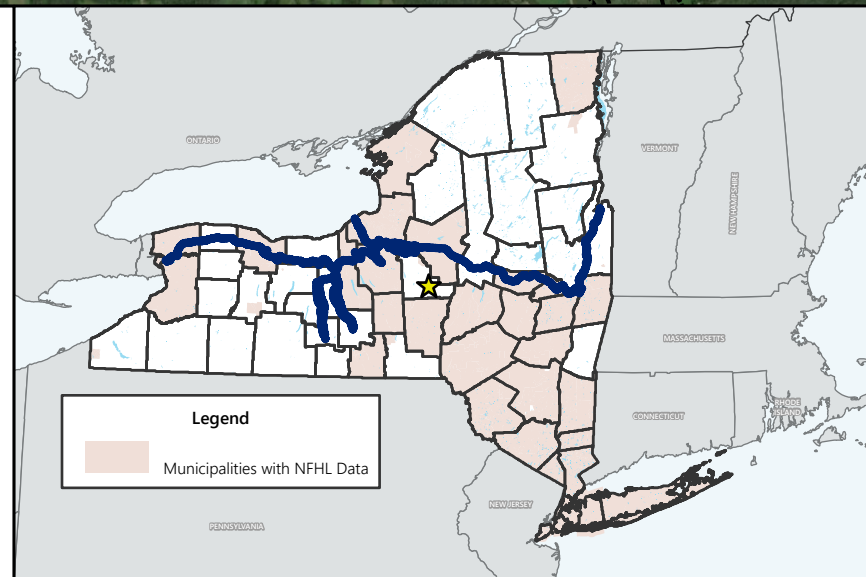 ONTARIO
VERMONT
NEW HAMPSHIRE
MASSACHUSETTS
RHODE
ISLAND
CONNECTICUT
Legend
Municipalities with NFHL Data
NEW JERSEY
PENNSYLVANIA